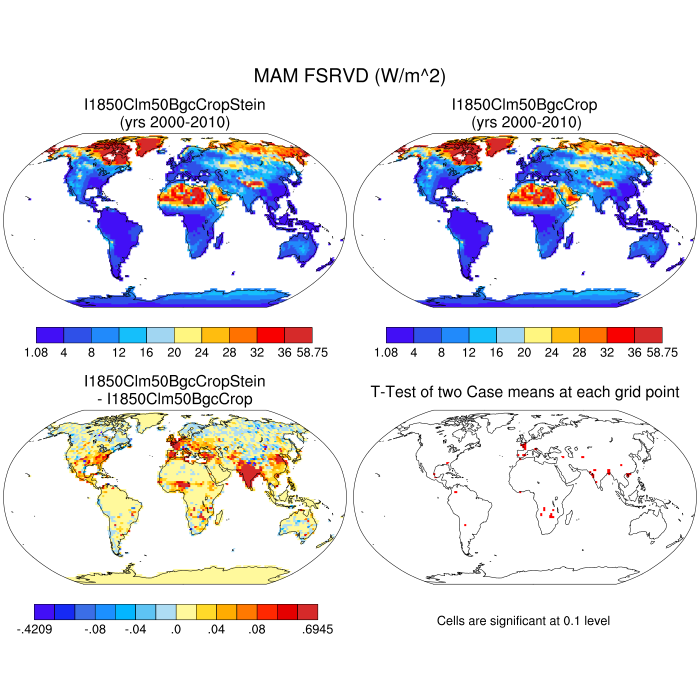 MAM FSRVD (W/m^2)
I1850Clm50BgcCropStein
(yrs 2000-2010)
I1850Clm50BgcCrop
(yrs 2000-2010)
1.08 4 8 12 16 20 24 28 32 36 58.75
1.08 4 8 12 16 20 24 28 32 36 58.75
I1850Clm50BgcCropStein
- I1850Clm50BgcCrop
T-Test of two Case means at each grid point
-.4209 -.08 -.04 .0 .04 .08 .6945
Cells are significant at 0.1 level